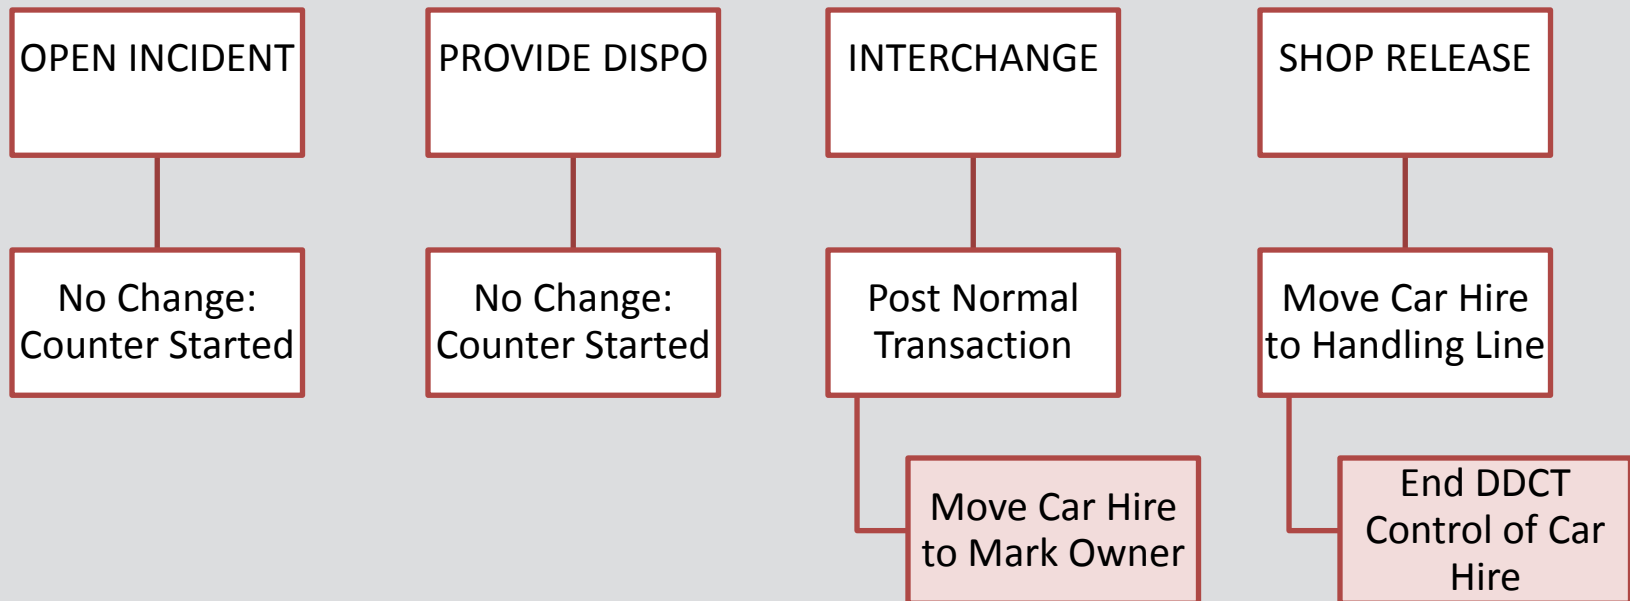 OPEN INCIDENT
PROVIDE DISPO
INTERCHANGE
SHOP RELEASE
No Change:
Counter Started
No Change:
Counter Started
Post Normal
Transaction
Move Car Hire
to Handling Line
Move Car Hire
to Mark Owner
End DDCT
Control of Car
Hire